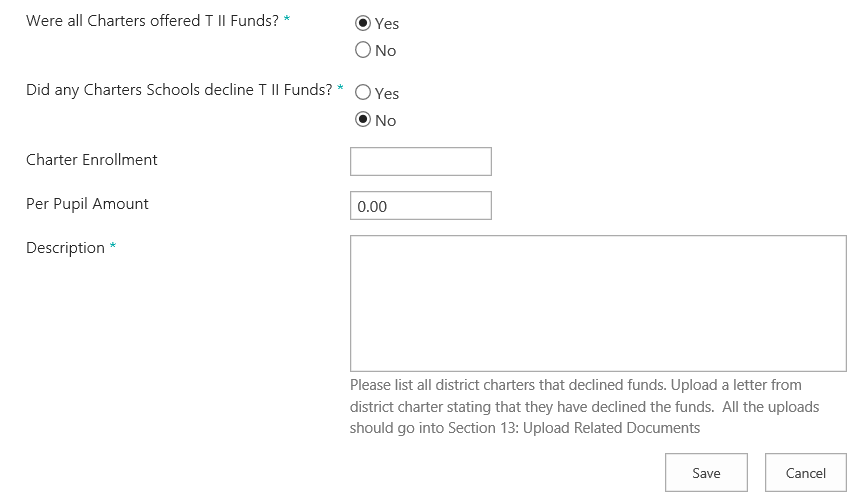 Were all Charters offered T II Funds? *
Yes
No
Did any Charters Schools decline T II Funds? *
Yes
No
Charter Enrollment
Per Pupil Amount
0.00
Description *
Please list all district charters that declined funds. Upload a letter from
district charter stating that they have declined the funds.  All the uploads
should go into Section 13: Upload Related Documents
Save
Cancel